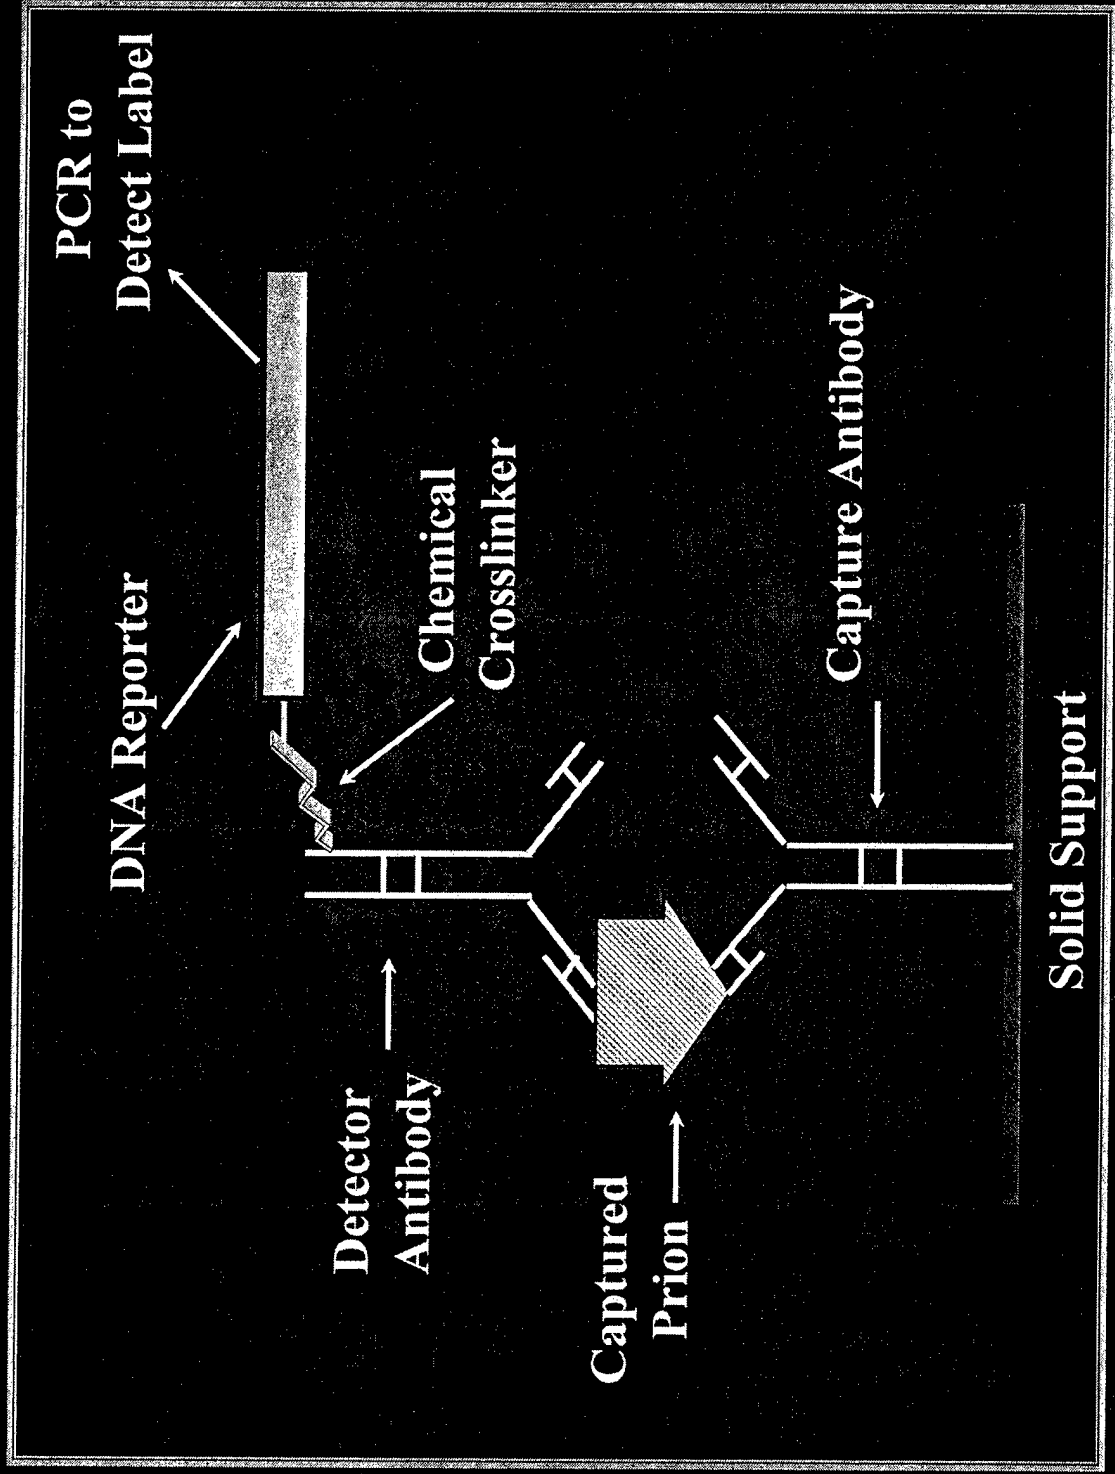 PCR to
Detect Label
DNA Reporter
Chemical
Crosslinker
Detector
Antibody
Captured
Prion
Capture Antibody
Solid Support